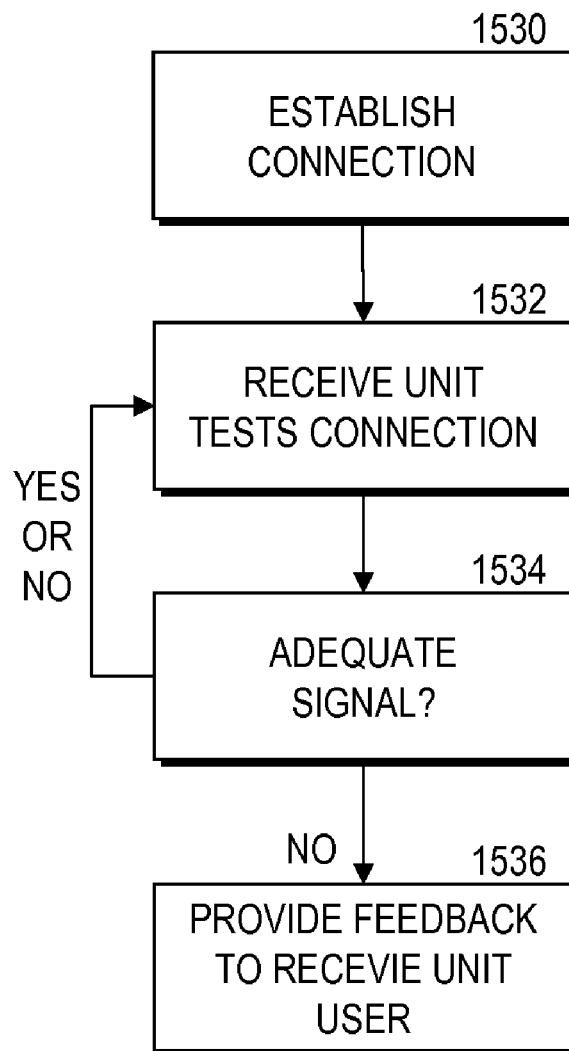 1530
ESTABLISH
CONNECTION
1532
RECEIVE UNIT
TESTS CONNECTION
YES
OR
NO
1534
ADEQUATE
SIGNAL?
NO
1536
PROVIDE FEEDBACK
TO RECEVIE UNIT
USER